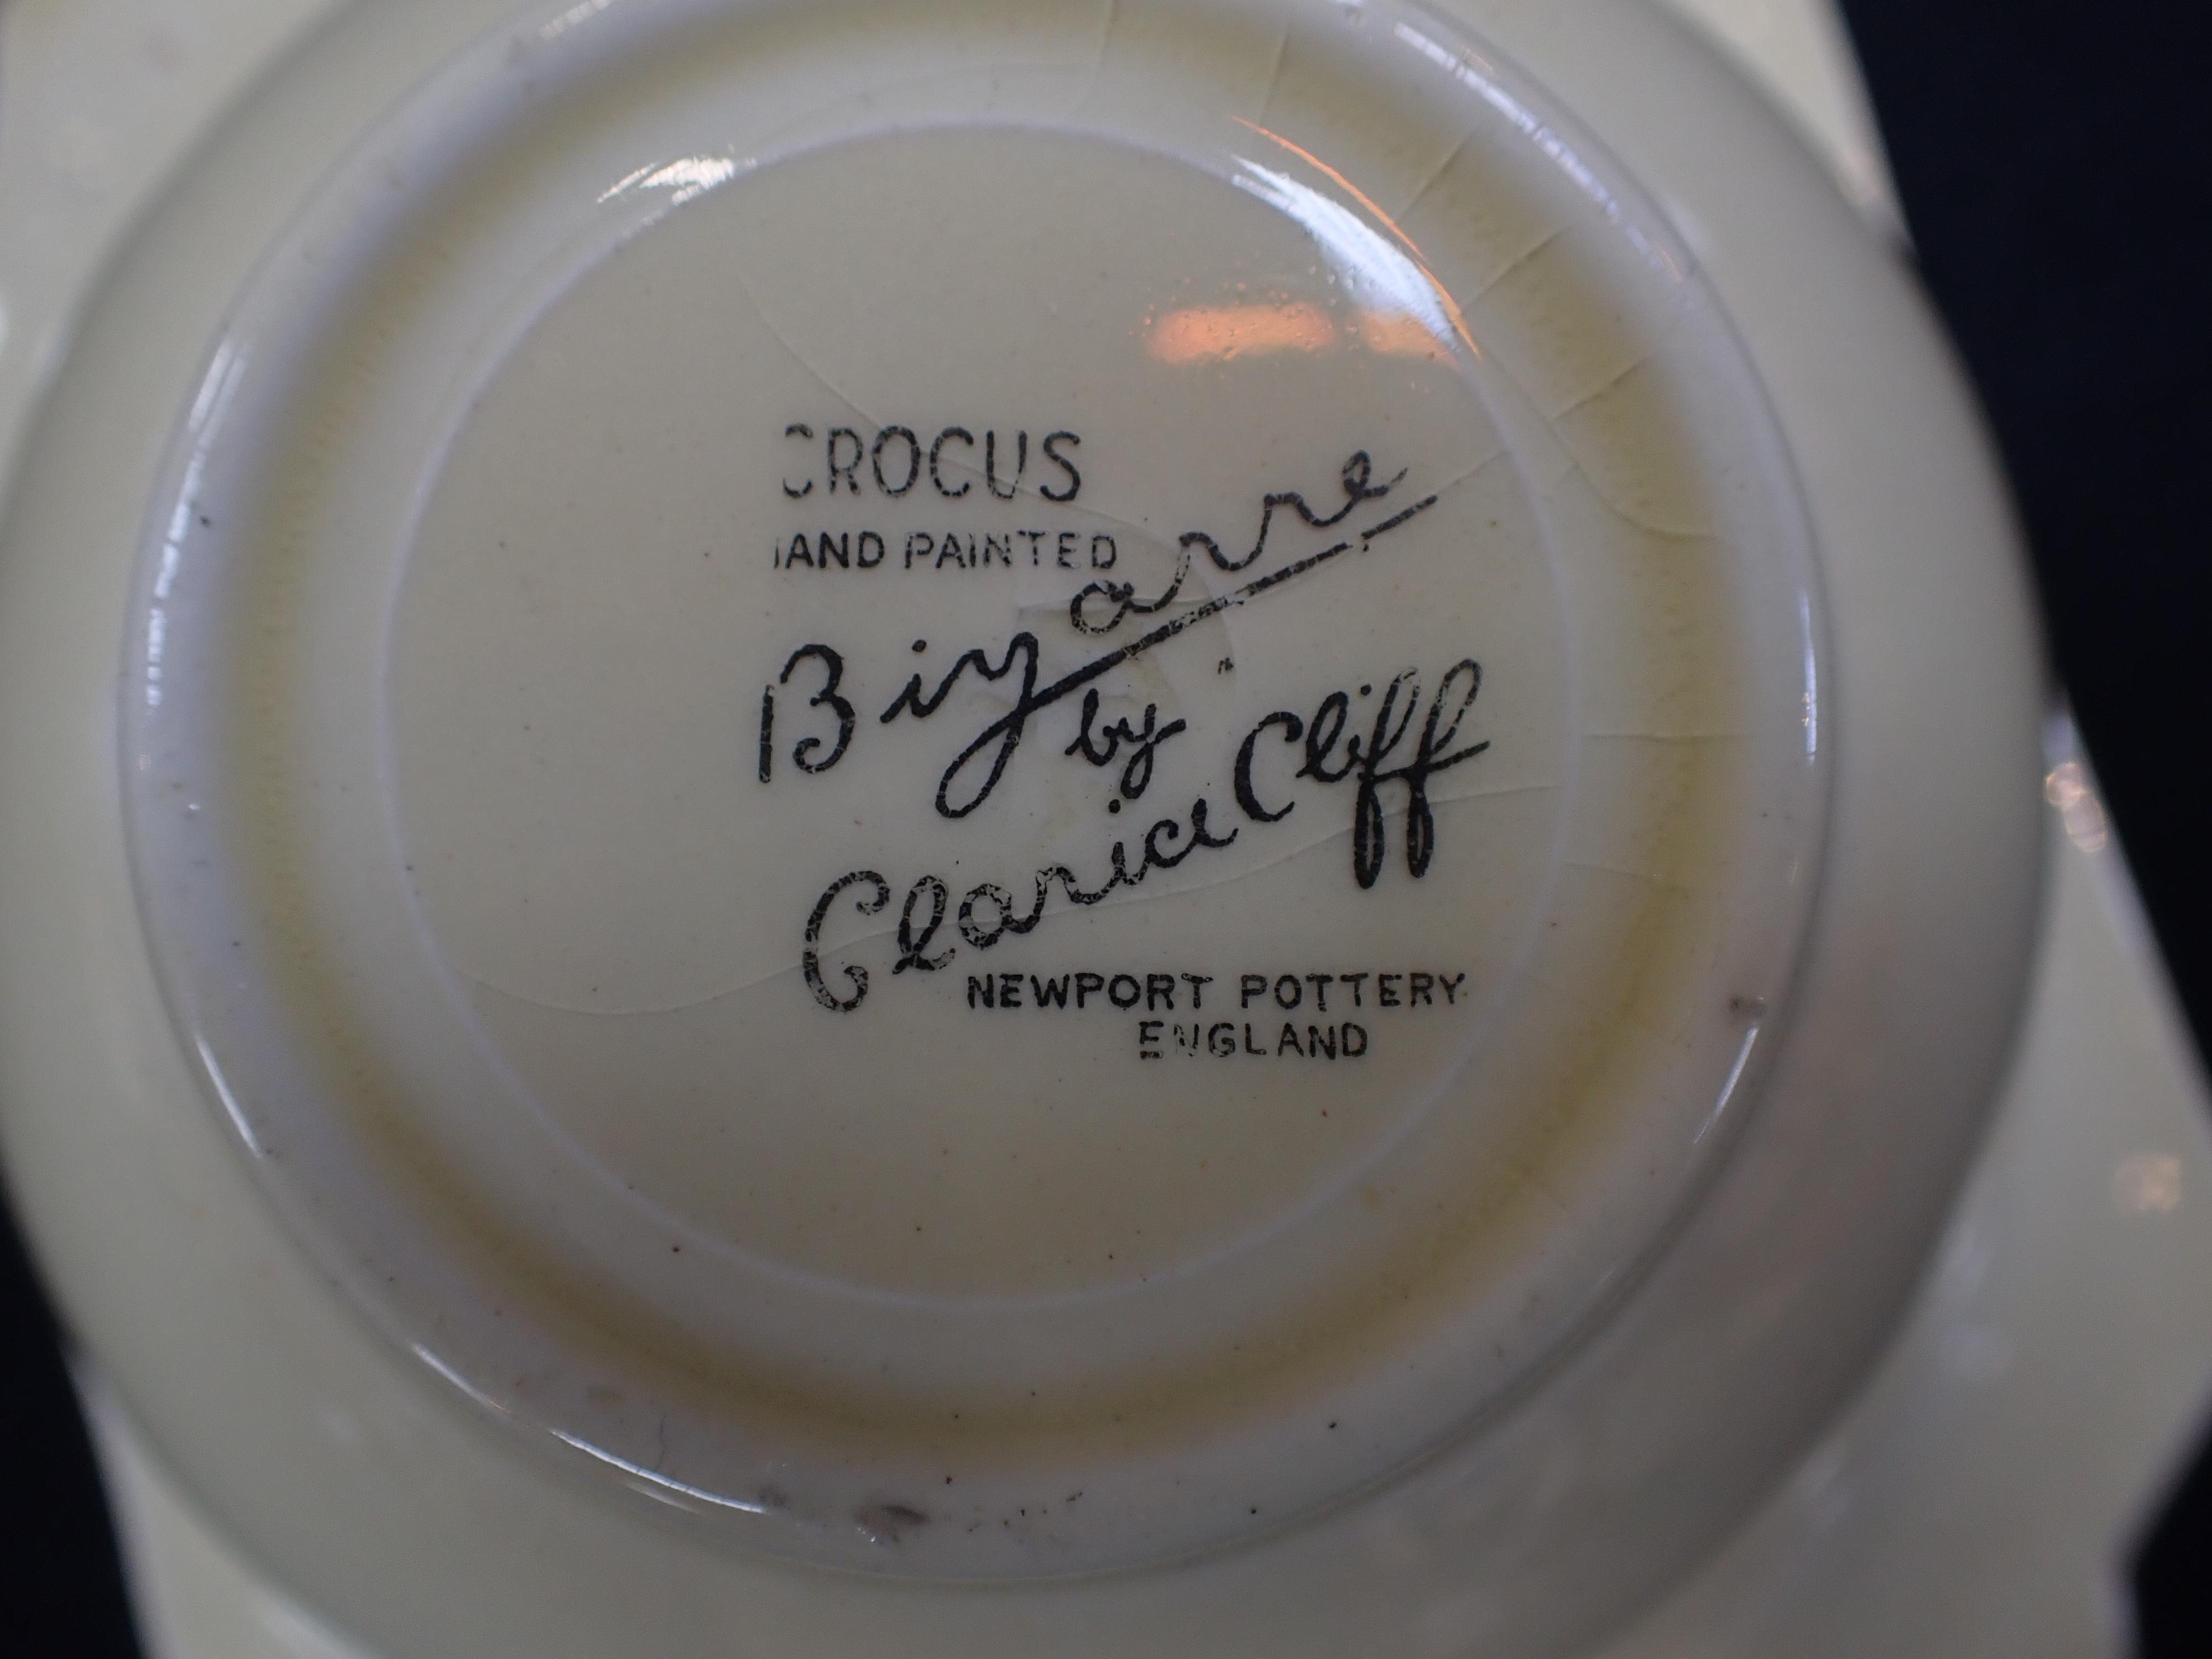 CROCUS
HAND PAINTED
Bizarre
by
Clarice Cliff
NEWPORT POTTERY
ENGLAND